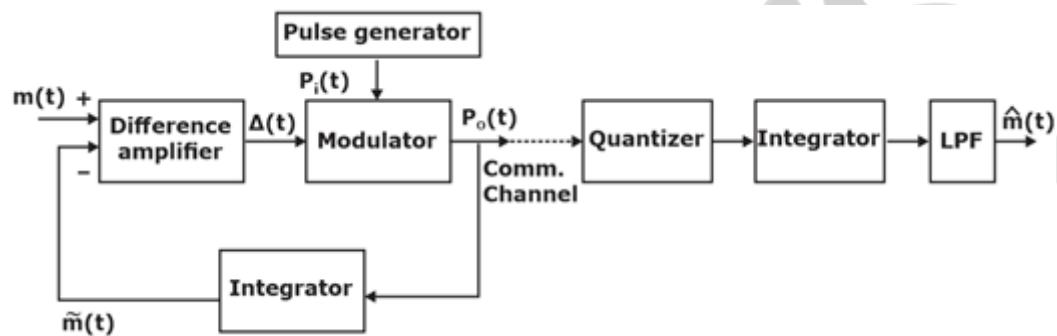 Pulse generator
Pᵢ(t)
m(t) +
Difference
amplifier
Δ(t)
Modulator
Pₒ(t)
Comm.
Channel
Quantizer
Integrator
LPF
m̂(t)
–
Integrator
m̃(t)